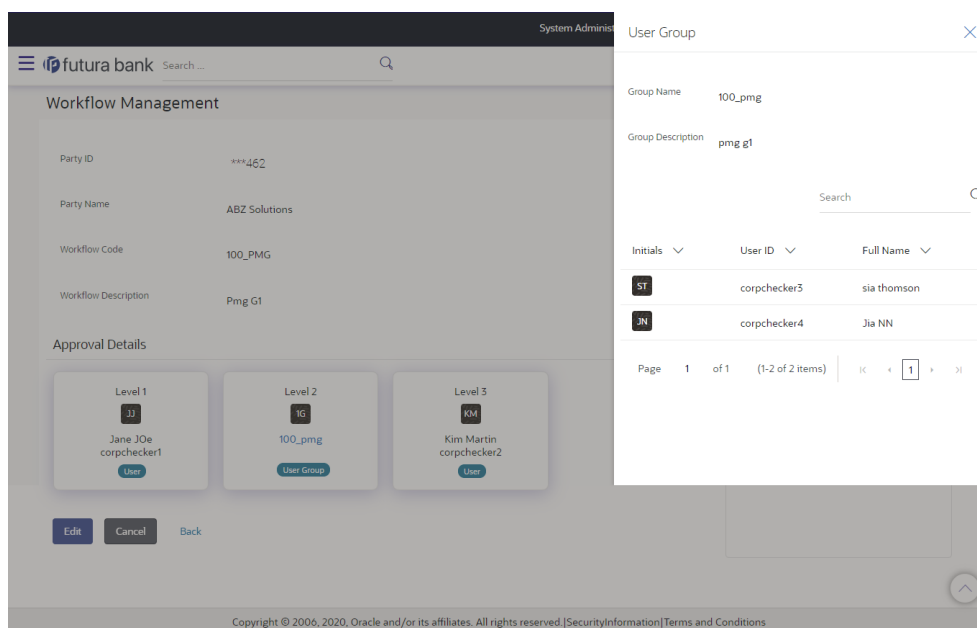 System Administ
futura bank
Search ...
Workflow Management
Party ID
***462
Party Name
ABZ Solutions
Workflow Code
100_PMG
Workflow Description
Pmg G1
Approval Details
Level 1
JJ
Jane JOe
corpchecker1
User
Level 2
1G
100_pmg
User Group
Level 3
KM
Kim Martin
corpchecker2
User
Edit
Cancel
Back
User Group
Group Name
100_pmg
Group Description
pmg g1
Search
Initials
User ID
Full Name
ST
corpchecker3
sia thomson
JN
corpchecker4
Jia NN
Page 1 of 1 (1-2 of 2 items)
1
Copyright © 2006, 2020, Oracle and/or its affiliates. All rights reserved.|SecurityInformation|Terms and Conditions